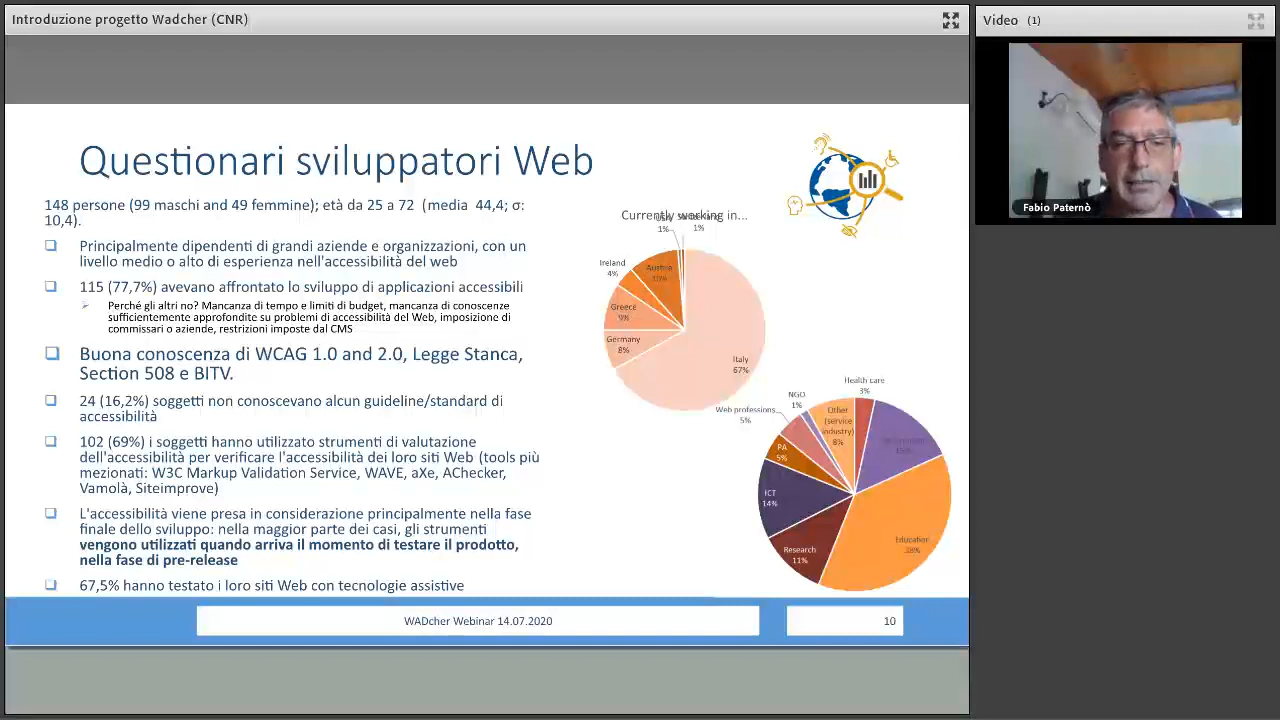 Introduzione progetto Wadcher (CNR)
Video (1)
Fabio Paternò
Questionari sviluppatori Web
148 persone (99 maschi and 49 femmine); età da 25 a 72 (media 44,4; σ:
10,4).
Principalmente dipendenti di grandi aziende e organizzazioni, con un
livello medio o alto di esperienza nell'accessibilità del web
115 (77,7%) avevano affrontato lo sviluppo di applicazioni accessibili
Perché gli altri no? Mancanza di tempo e limiti di budget, mancanza di conoscenze
sufficientemente approfondite su problemi di accessibilità del Web, imposizione di
commissari o aziende, restrizioni imposte dal CMS
Buona conoscenza di WCAG 1.0 and 2.0, Legge Stanca,
Section 508 e BITV.
24 (16,2%) soggetti non conoscevano alcun guideline/standard di
accessibilità
102 (69%) i soggetti hanno utilizzato strumenti di valutazione
dell'accessibilità per verificare l'accessibilità dei loro siti Web (tools più
mezionati: W3C Markup Validation Service, WAVE, aXe, AChecker,
Vamolà, Siteimprove)
L'accessibilità viene presa in considerazione principalmente nella fase
finale dello sviluppo: nella maggior parte dei casi, gli strumenti
vengono utilizzati quando arriva il momento di testare il prodotto,
nella fase di pre-release
67,5% hanno testato i loro siti Web con tecnologie assistive
Currently working in...
1%
1%
Ireland
4%
Austria
Greece
9%
Germany
8%
Italy
67%
Health care
3%
NGO
1%
Web professions
5%
Other
(service
industry)
8%
PA
5%
ICT
14%
Research
11%
Education
38%
WADcher Webinar 14.07.2020
10